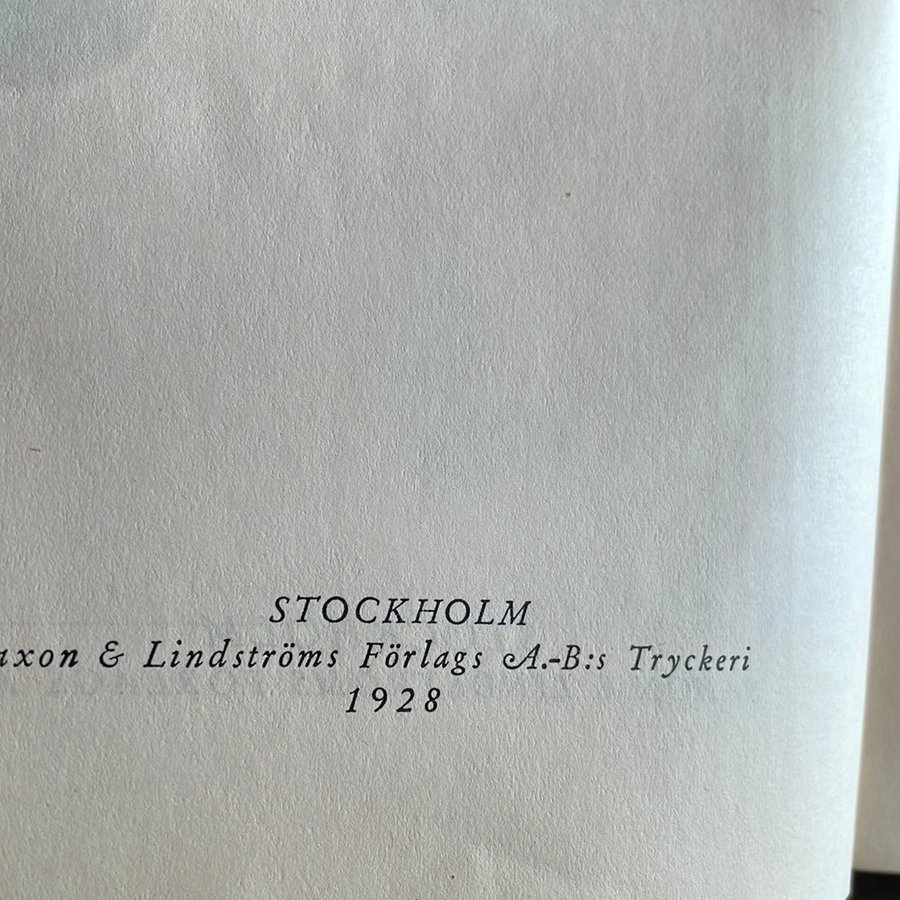 STOCKHOLM
axon & Lindströms Förlags A.-B:s Tryckeri
1928